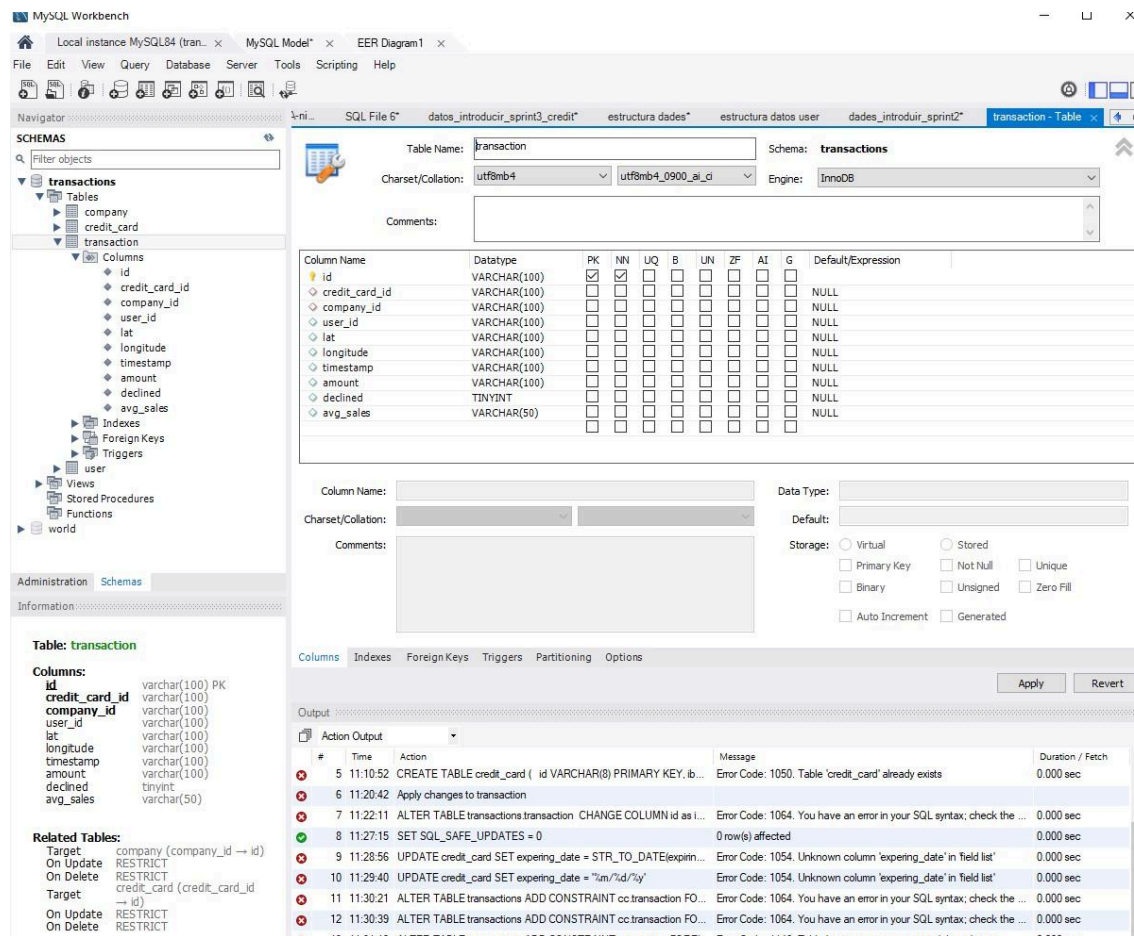 MySQL Workbench
Local instance MySQL84 (tran... × MySQL Model* × EER Diagram1 ×
File Edit View Query Database Server Tools Scripting Help
Navigator
SCHEMAS
Filter objects
transactions
Tables
company
credit_card
transaction
Columns
id
credit_card_id
company_id
user_id
lat
longitude
timestamp
amount
declined
avg_sales
Indexes
Foreign Keys
Triggers
user
Views
Stored Procedures
Functions
world
Administration Schemas
Information
Table: transaction
Columns:
id varchar(100) PK
credit_card_id varchar(100)
company_id varchar(100)
user_id varchar(100)
lat varchar(100)
longitude varchar(100)
timestamp varchar(100)
amount varchar(100)
declined tinyint
avg_sales varchar(50)
Related Tables:
Target company (company_id → id)
On Update RESTRICT
On Delete RESTRICT
Target credit_card (credit_card_id → id)
On Update RESTRICT
On Delete RESTRICT
SQL File 6* datos_introducir_sprint3_credit* estructura dades* estructura datos user dades_introduir_sprint2* transaction - Table ×
Table Name: transaction Schema: transactions
Charset/Collation: utf8mb4 utf8mb4_0900_ai_ci Engine: InnoDB
Comments:
Column Name Datatype PK NN UQ B UN ZF AI G Default/Expression
id VARCHAR(100)
credit_card_id VARCHAR(100) NULL
company_id VARCHAR(100) NULL
user_id VARCHAR(100) NULL
lat VARCHAR(100) NULL
longitude VARCHAR(100) NULL
timestamp VARCHAR(100) NULL
amount VARCHAR(100) NULL
declined TINYINT NULL
avg_sales VARCHAR(50) NULL
Column Name: Data Type:
Charset/Collation: Default:
Comments: Storage: Virtual Stored
Primary Key Not Null Unique
Binary Unsigned Zero Fill
Auto Increment Generated
Columns Indexes Foreign Keys Triggers Partitioning Options
Apply Revert
Output
Action Output
# Time Action Message Duration / Fetch
5 11:10:52 CREATE TABLE credit_card ( id VARCHAR(8) PRIMARY KEY, ib... Error Code: 1050. Table 'credit_card' already exists 0.000 sec
6 11:20:42 Apply changes to transaction
7 11:22:11 ALTER TABLE transactions.transaction CHANGE COLUMN id as i... Error Code: 1064. You have an error in your SQL syntax; check the ... 0.000 sec
8 11:27:15 SET SQL_SAFE_UPDATES = 0 0 row(s) affected 0.000 sec
9 11:28:56 UPDATE credit_card SET expering_date = STR_TO_DATE(expirin... Error Code: 1054. Unknown column 'expering_date' in 'field list' 0.000 sec
10 11:29:40 UPDATE credit_card SET expering_date = "%m/%d/%y' Error Code: 1054. Unknown column 'expering_date' in 'field list' 0.000 sec
11 11:30:21 ALTER TABLE transactions ADD CONSTRAINT cc.transaction FO... Error Code: 1064. You have an error in your SQL syntax; check the ... 0.000 sec
12 11:30:39 ALTER TABLE transactions ADD CONSTRAINT cc.transaction FO... Error Code: 1064. You have an error in your SQL syntax; check the ... 0.000 sec